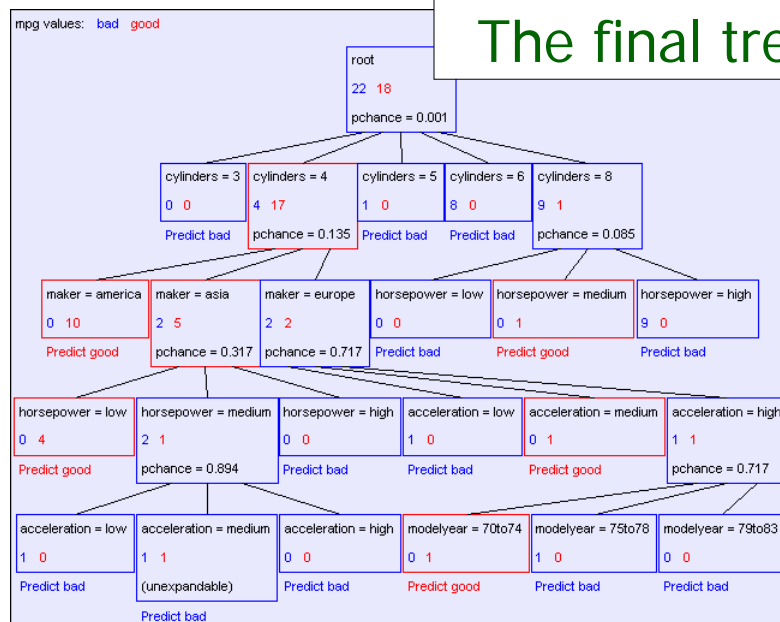 mpg values: bad good
The final tre
root
22 18
pchance = 0.001
cylinders = 3
0 0
Predict bad
cylinders = 4
4 17
pchance = 0.135
cylinders = 5
1 0
Predict bad
cylinders = 6
8 0
Predict bad
cylinders = 8
9 1
pchance = 0.085
maker = america
0 10
Predict good
maker = asia
2 5
pchance = 0.317
maker = europe
2 2
pchance = 0.717
horsepower = low
0 0
Predict bad
horsepower = medium
0 1
Predict good
horsepower = high
9 0
Predict bad
horsepower = low
0 4
Predict good
horsepower = medium
2 1
pchance = 0.894
horsepower = high
0 0
Predict bad
acceleration = low
1 0
Predict bad
acceleration = medium
0 1
Predict good
acceleration = high
1 1
pchance = 0.717
acceleration = low
1 0
Predict bad
acceleration = medium
1 1
(unexpandable)
Predict bad
acceleration = high
0 0
Predict bad
modelyear = 70to74
0 1
Predict good
modelyear = 75to78
1 0
Predict bad
modelyear = 79to83
0 0
Predict bad